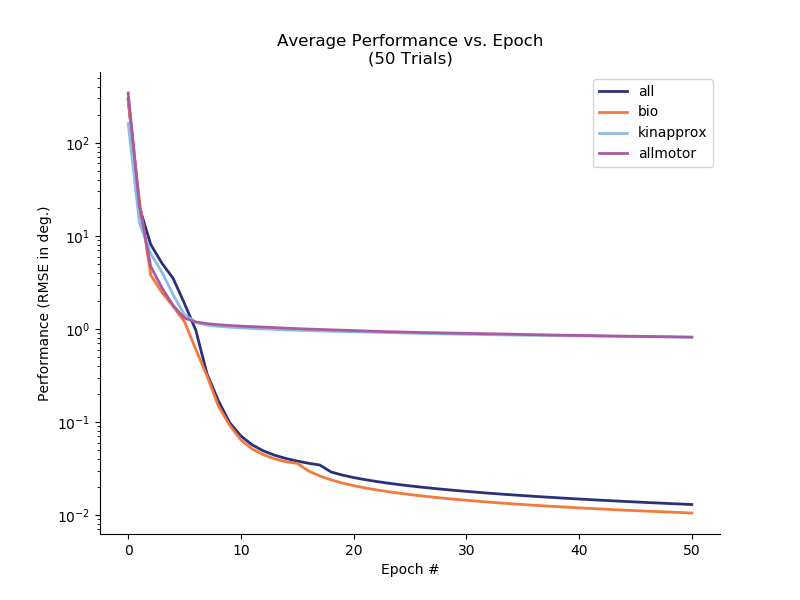 Average Performance vs. Epoch
(50 Trials)
all
bio
kinapprox
allmotor
Performance (RMSE in deg.)
10²
10¹
10⁰
10⁻¹
10⁻²
0 10 20 30 40 50
Epoch #